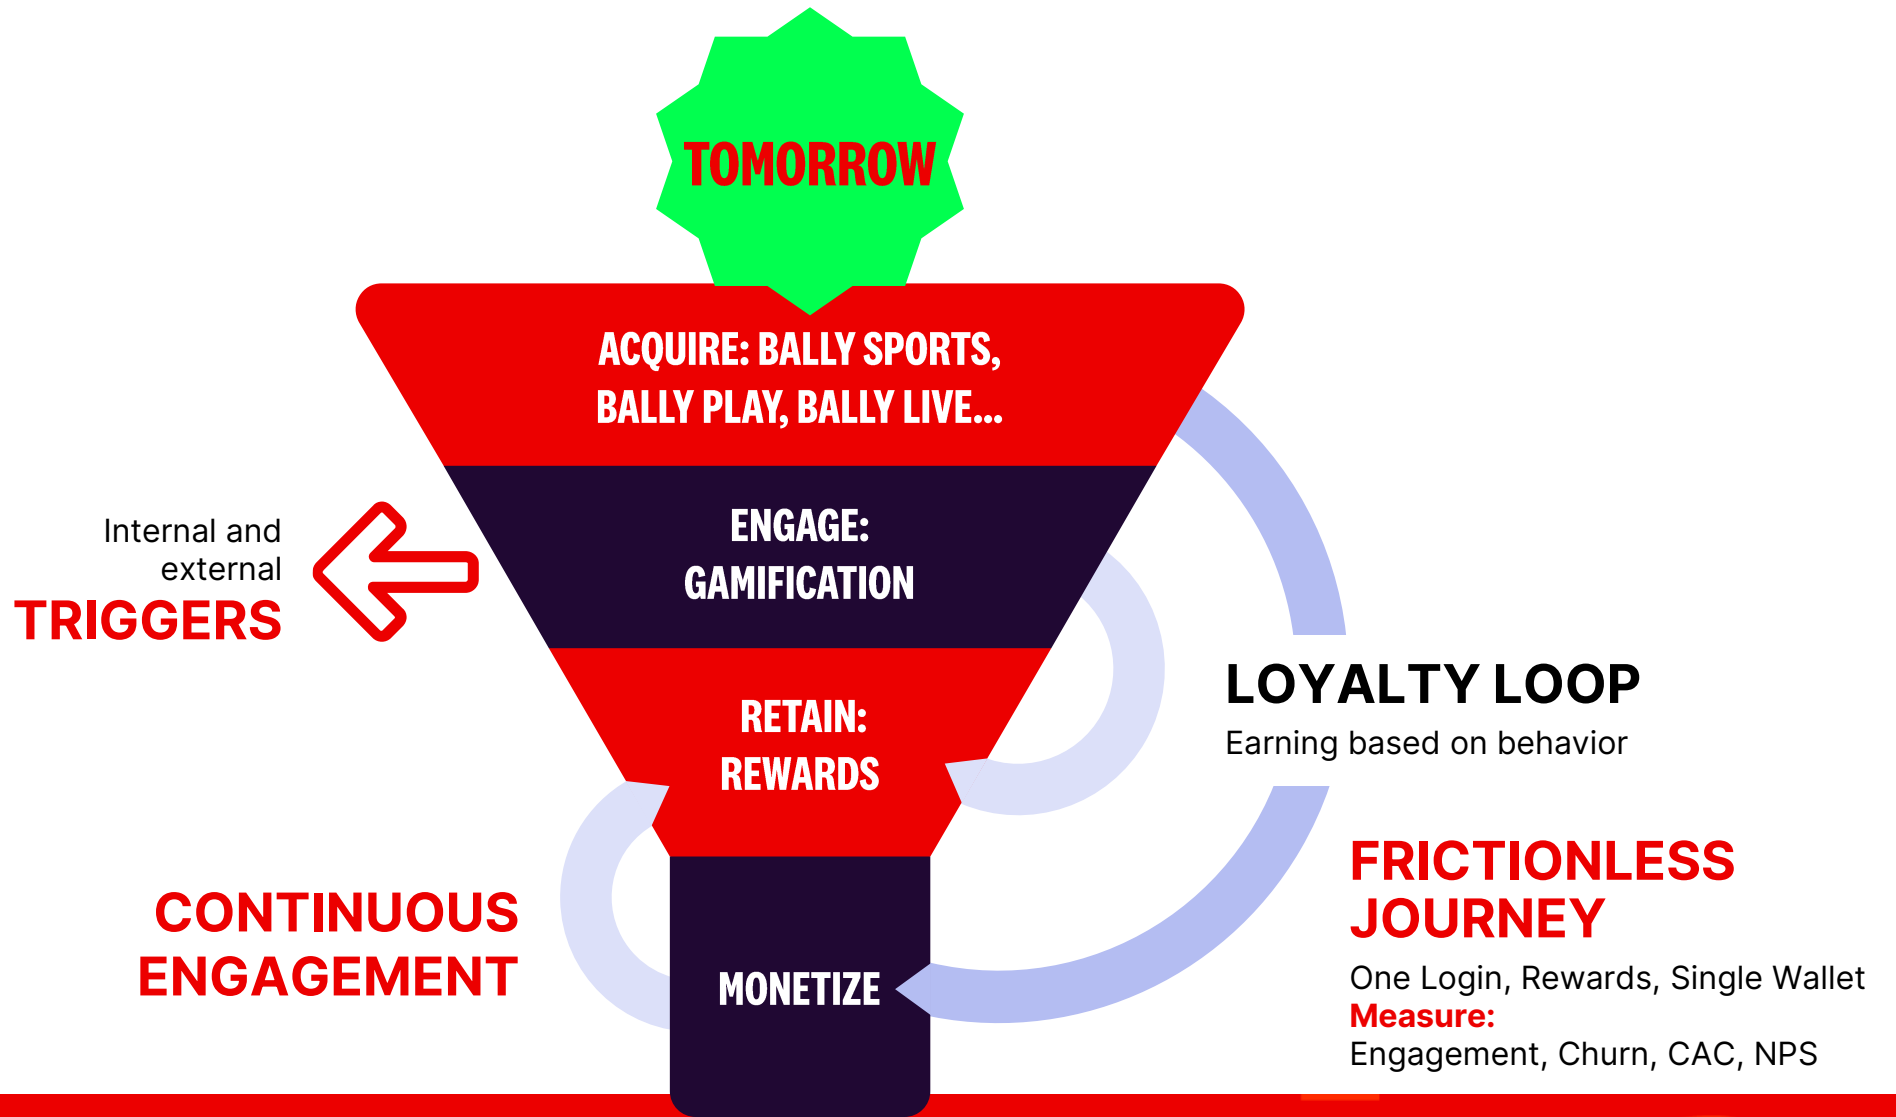 TOMORROW
ACQUIRE: BALLY SPORTS,
BALLY PLAY, BALLY LIVE...
ENGAGE:
GAMIFICATION
Internal and
external
TRIGGERS
RETAIN:
REWARDS
LOYALTY LOOP
Earning based on behavior
CONTINUOUS
ENGAGEMENT
MONETIZE
FRICTIONLESS
JOURNEY
One Login, Rewards, Single Wallet
Measure:
Engagement, Churn, CAC, NPS